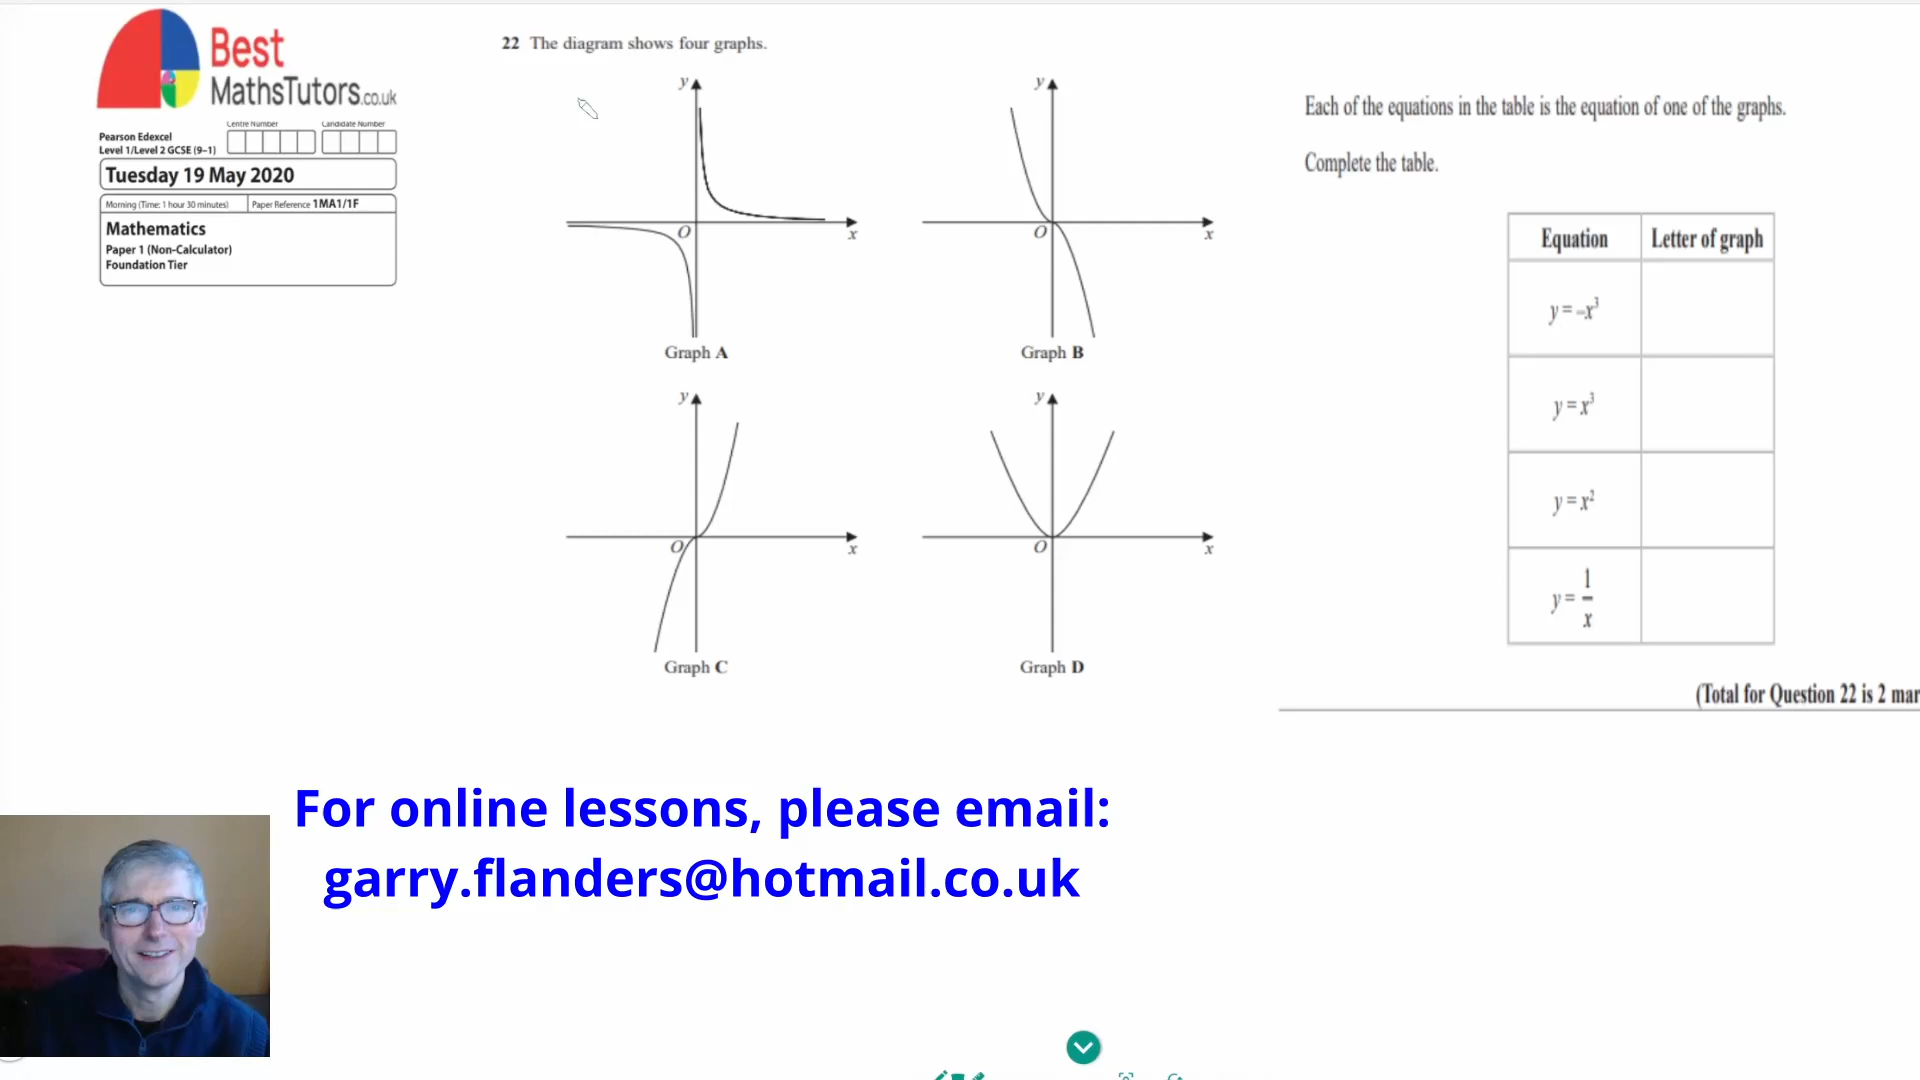 Best
MathsTutors.co.uk
Centre Number
Candidate Number
Pearson Edexcel
Level 1/Level 2 GCSE (9–1)
Tuesday 19 May 2020
Morning (Time: 1 hour 30 minutes)
Paper Reference 1MA1/1F
Mathematics
Paper 1 (Non-Calculator)
Foundation Tier
22 The diagram shows four graphs.
y
O
x
Graph A
y
O
x
Graph B
y
O
x
Graph C
y
O
x
Graph D
Each of the equations in the table is the equation of one of the graphs.
Complete the table.
Equation Letter of graph
y = –x³
y = x³
y = x²
y = 1/x
(Total for Question 22 is 2 mar
For online lessons, please email:
garry.flanders@hotmail.co.uk